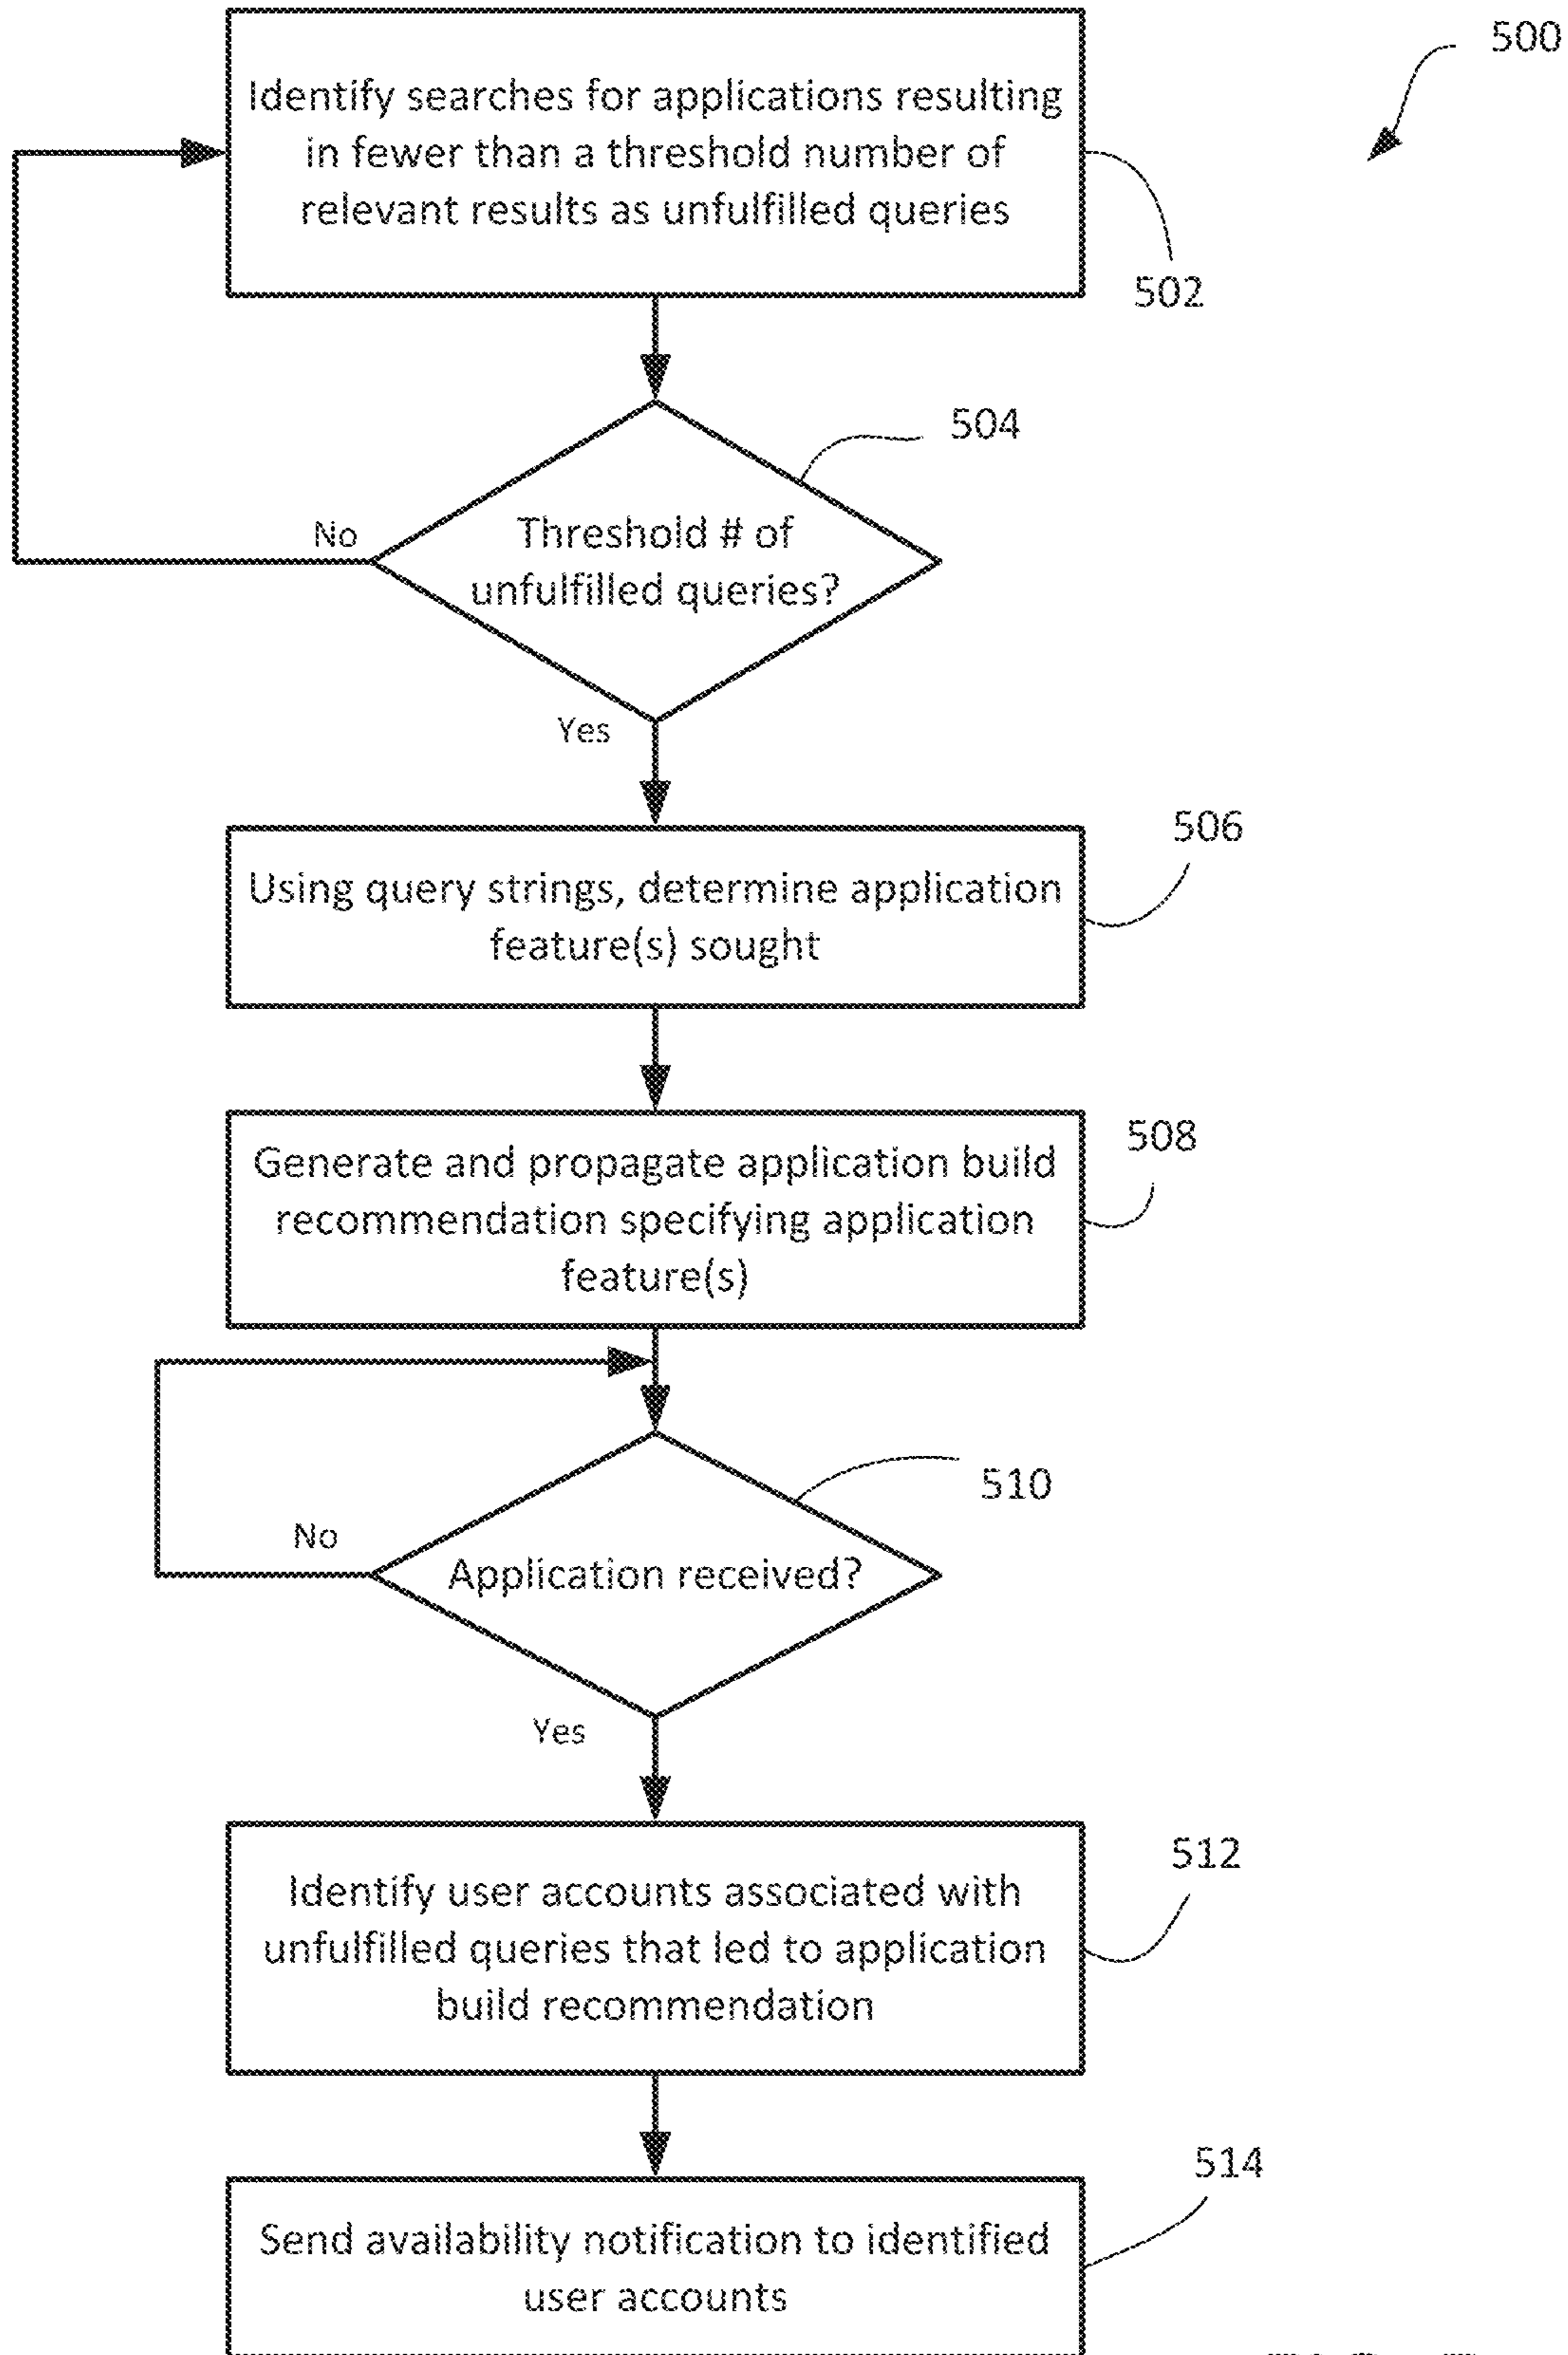 500
Identify searches for applications resulting
in fewer than a threshold number of
relevant results as unfulfilled queries
502
504
No
Threshold # of
unfulfilled queries?
Yes
506
Using query strings, determine application
feature(s) sought
508
Generate and propagate application build
recommendation specifying application
feature(s)
510
No
Application received?
Yes
512
Identify user accounts associated with
unfulfilled queries that led to application
build recommendation
514
Send availability notification to identified
user accounts